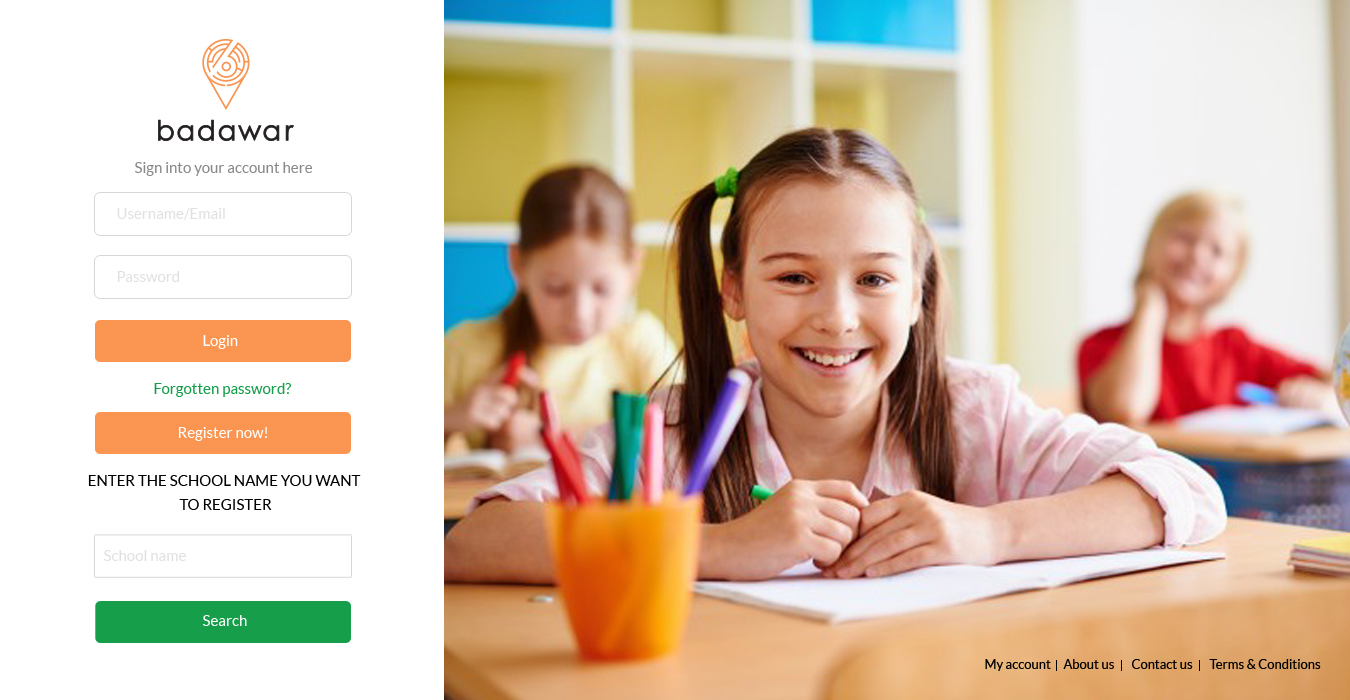 badawar
Sign into your account here
Username/Email
Password
Login
Forgotten password?
Register now!
ENTER THE SCHOOL NAME YOU WANT
TO REGISTER
School name
Search
My account | About us | Contact us | Terms & Conditions